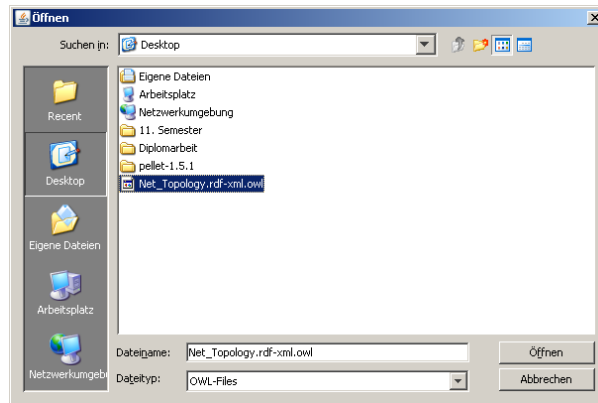 Öffnen
Suchen in: Desktop
Recent
Desktop
Eigene Dateien
Arbeitsplatz
Netzwerkumgeb
Eigene Dateien
Arbeitsplatz
Netzwerkumgebung
11. Semester
Diplomarbeit
pellet-1.5.1
Net_Topology.rdf-xml.owl
Dateiname: Net_Topology.rdf-xml.owl Öffnen
Dateityp: OWL-Files Abbrechen